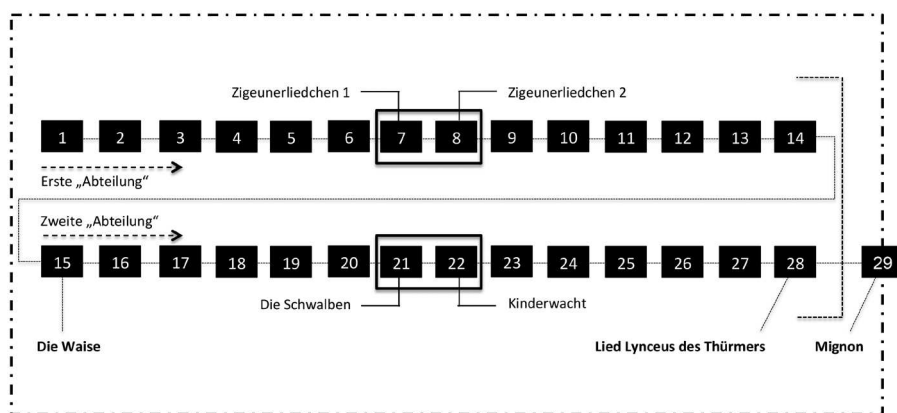 Zigeunerliedchen 1 Zigeunerliedchen 2
1 2 3 4 5 6 7 8 9 10 11 12 13 14
Erste „Abteilung“
Zweite „Abteilung“
15 16 17 18 19 20 21 22 23 24 25 26 27 28 29
Die Schwalben Kinderwacht
Die Waise Lied Lynceus des Thürmers Mignon